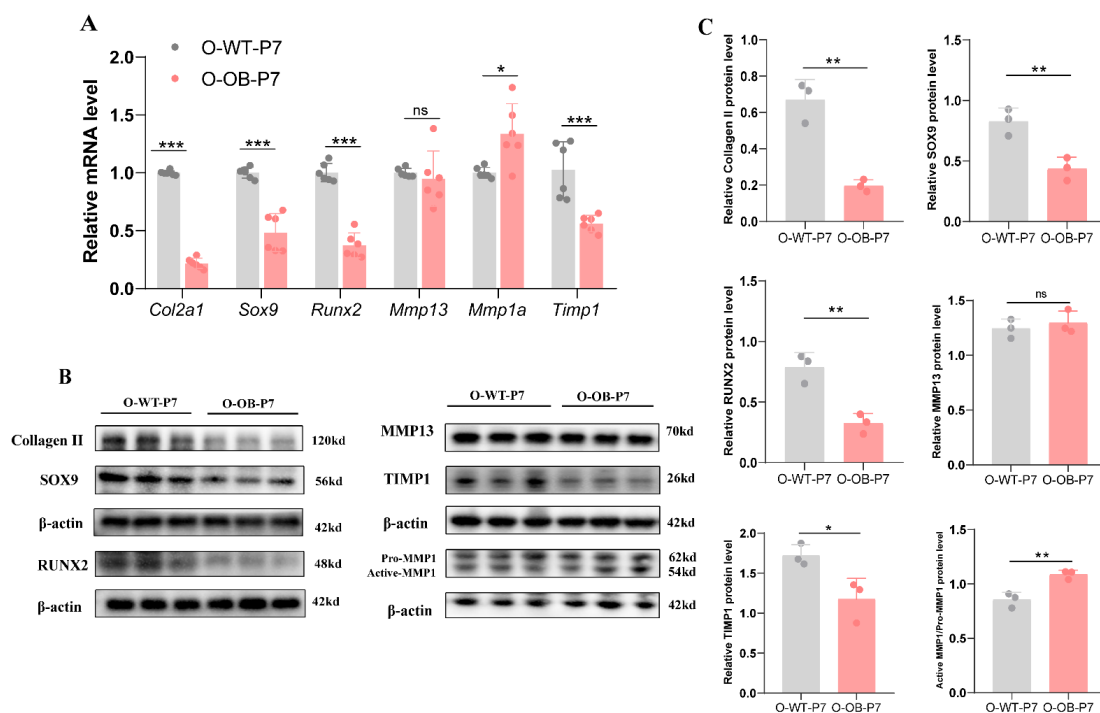 A
Relative mRNA level
2.0
1.5
1.0
0.5
0.0
O-WT-P7
O-OB-P7
*** *** *** ns * ***
Col2a1 Sox9 Runx2 Mmp13 Mmp1a Timp1
B
O-WT-P7 O-OB-P7
Collagen II 120kd
SOX9 56kd
β-actin 42kd
RUNX2 48kd
β-actin 42kd
O-WT-P7 O-OB-P7
MMP13 70kd
TIMP1 26kd
β-actin 42kd
Pro-MMP1 62kd
Active-MMP1 54kd
β-actin 42kd
C
Relative Collagen II protein level
0.8
0.6
0.4
0.2
0.0
**
O-WT-P7 O-OB-P7
Relative SOX9 protein level
1.5
1.0
0.5
0.0
**
O-WT-P7 O-OB-P7
Relative RUNX2 protein level
1.5
1.0
0.5
0.0
**
O-WT-P7 O-OB-P7
Relative MMP13 protein level
1.5
1.0
0.5
0.0
ns
O-WT-P7 O-OB-P7
Relative TIMP1 protein level
2.0
1.5
1.0
0.5
0.0
*
O-WT-P7 O-OB-P7
Active MMP1/Pro-MMP1 protein level
1.5
1.0
0.5
0.0
**
O-WT-P7 O-OB-P7